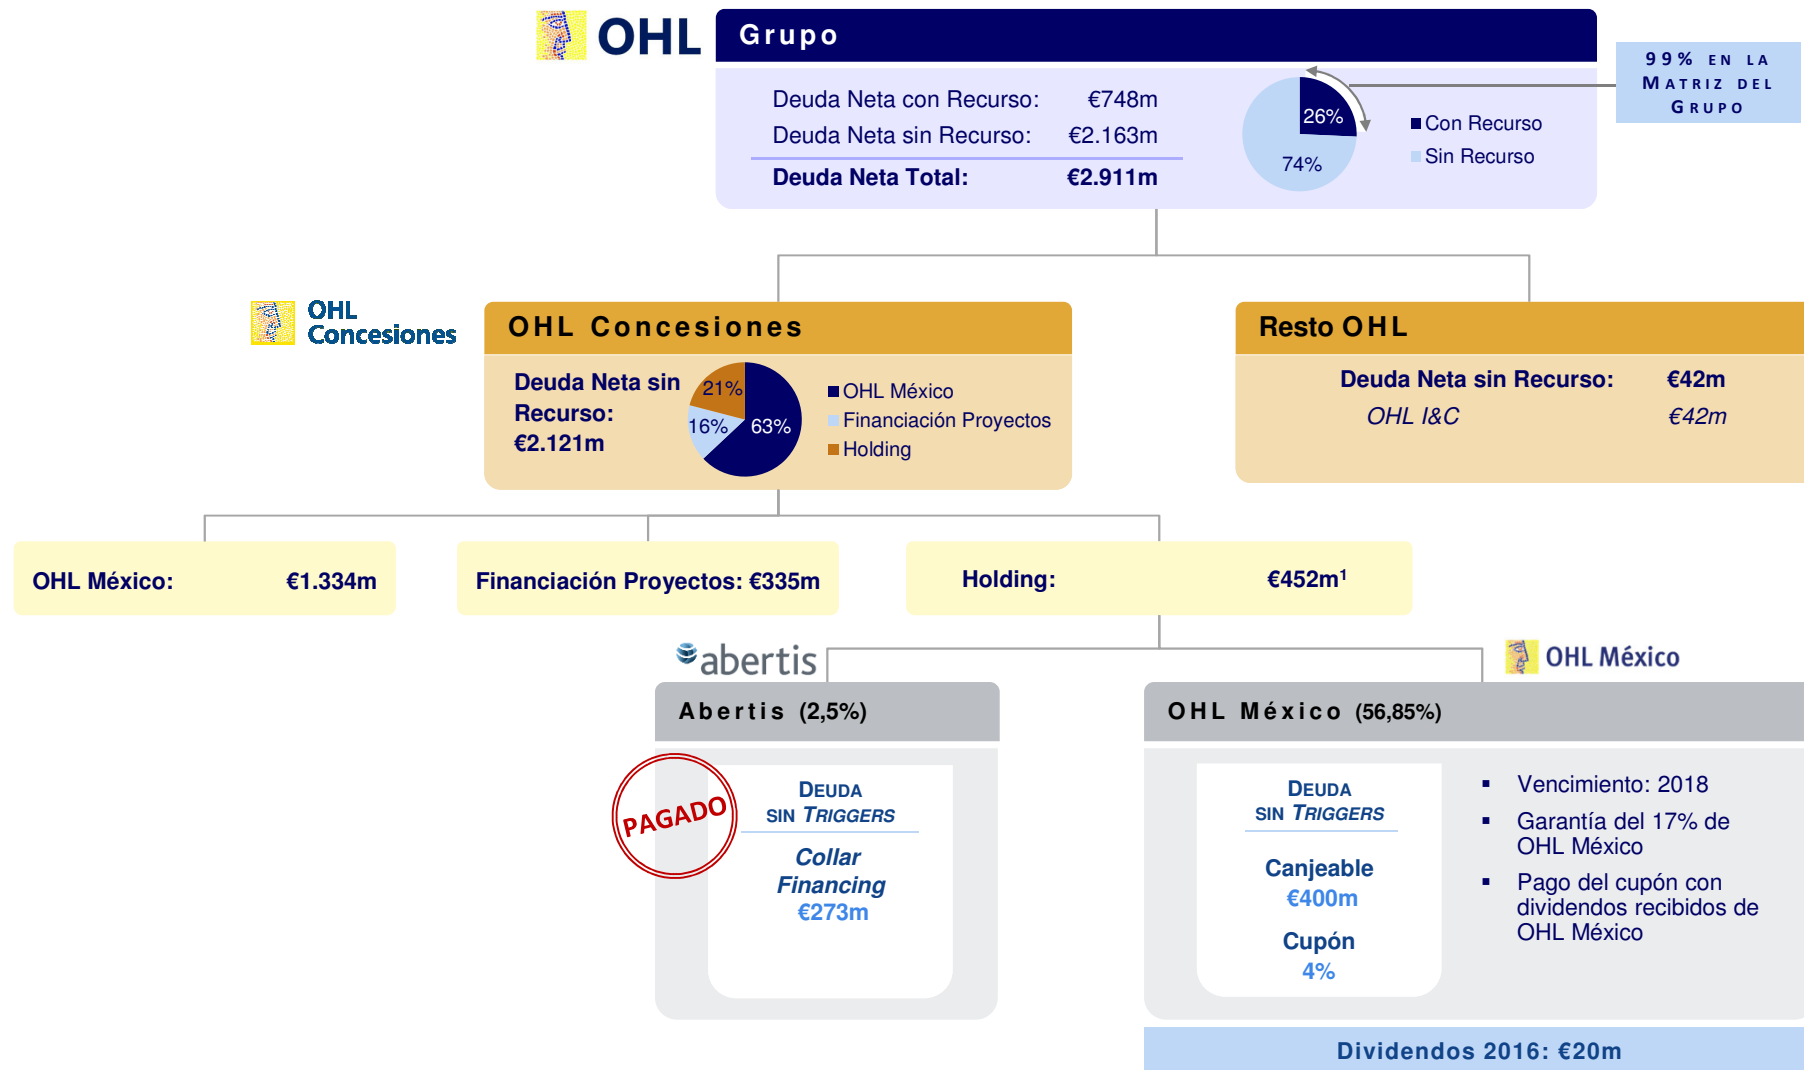 OHL
Grupo
99% EN LA
MATRIZ DEL
GRUPO
Deuda Neta con Recurso: €748m
Deuda Neta sin Recurso: €2.163m
Deuda Neta Total: €2.911m
26%
74%
Con Recurso
Sin Recurso
OHL
Concesiones
OHL Concesiones
Deuda Neta sin
Recurso:
€2.121m
21%
16%
63%
OHL México
Financiación Proyectos
Holding
Resto OHL
Deuda Neta sin Recurso: €42m
OHL I&C €42m
OHL México: €1.334m
Financiación Proyectos: €335m
Holding: €452m¹
abertis
OHL México
Abertis (2,5%)
PAGADO
DEUDA
SIN TRIGGERS
Collar
Financing
€273m
OHL México (56,85%)
DEUDA
SIN TRIGGERS
Canjeable
€400m
Cupón
4%
▪ Vencimiento: 2018
▪ Garantía del 17% de
OHL México
▪ Pago del cupón con
dividendos recibidos de
OHL México
Dividendos 2016: €20m